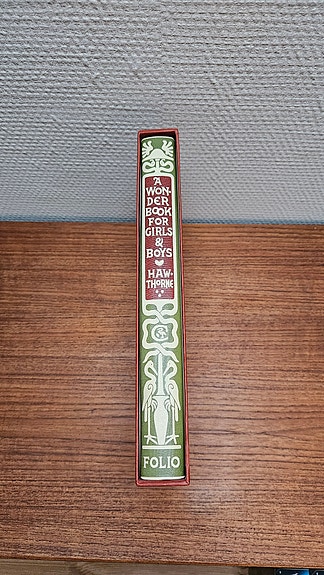 A
WON-
DER
BOOK
FOR
GIRLS
&
BOYS
HAW-
THORNE
FOLIO